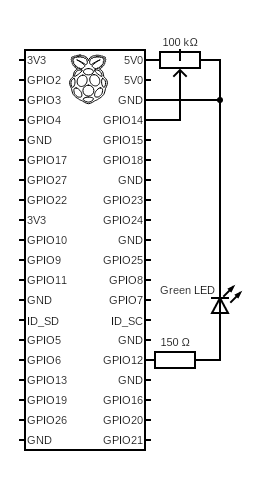 100 kΩ
3V3 5V0
GPIO2 5V0
GPIO3 GND
GPIO4 GPIO14
GND GPIO15
GPIO17 GPIO18
GPIO27 GND
GPIO22 GPIO23
3V3 GPIO24
GPIO10 GND
GPIO9 GPIO25
GPIO11 GPIO8
GND GPIO7
Green LED
ID_SD ID_SC
GPIO5 GND
150 Ω
GPIO6 GPIO12
GPIO13 GND
GPIO19 GPIO16
GPIO26 GPIO20
GND GPIO21